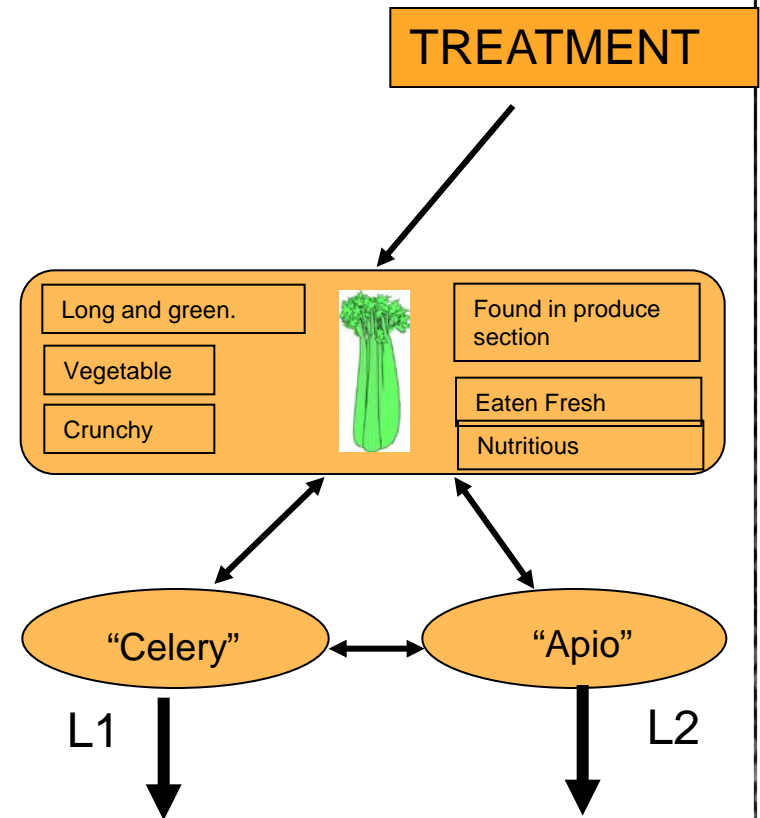 TREATMENT
Long and green.
Vegetable
Crunchy
Found in produce
section
Eaten Fresh
Nutritious
“Celery”
“Apio”
L1
L2